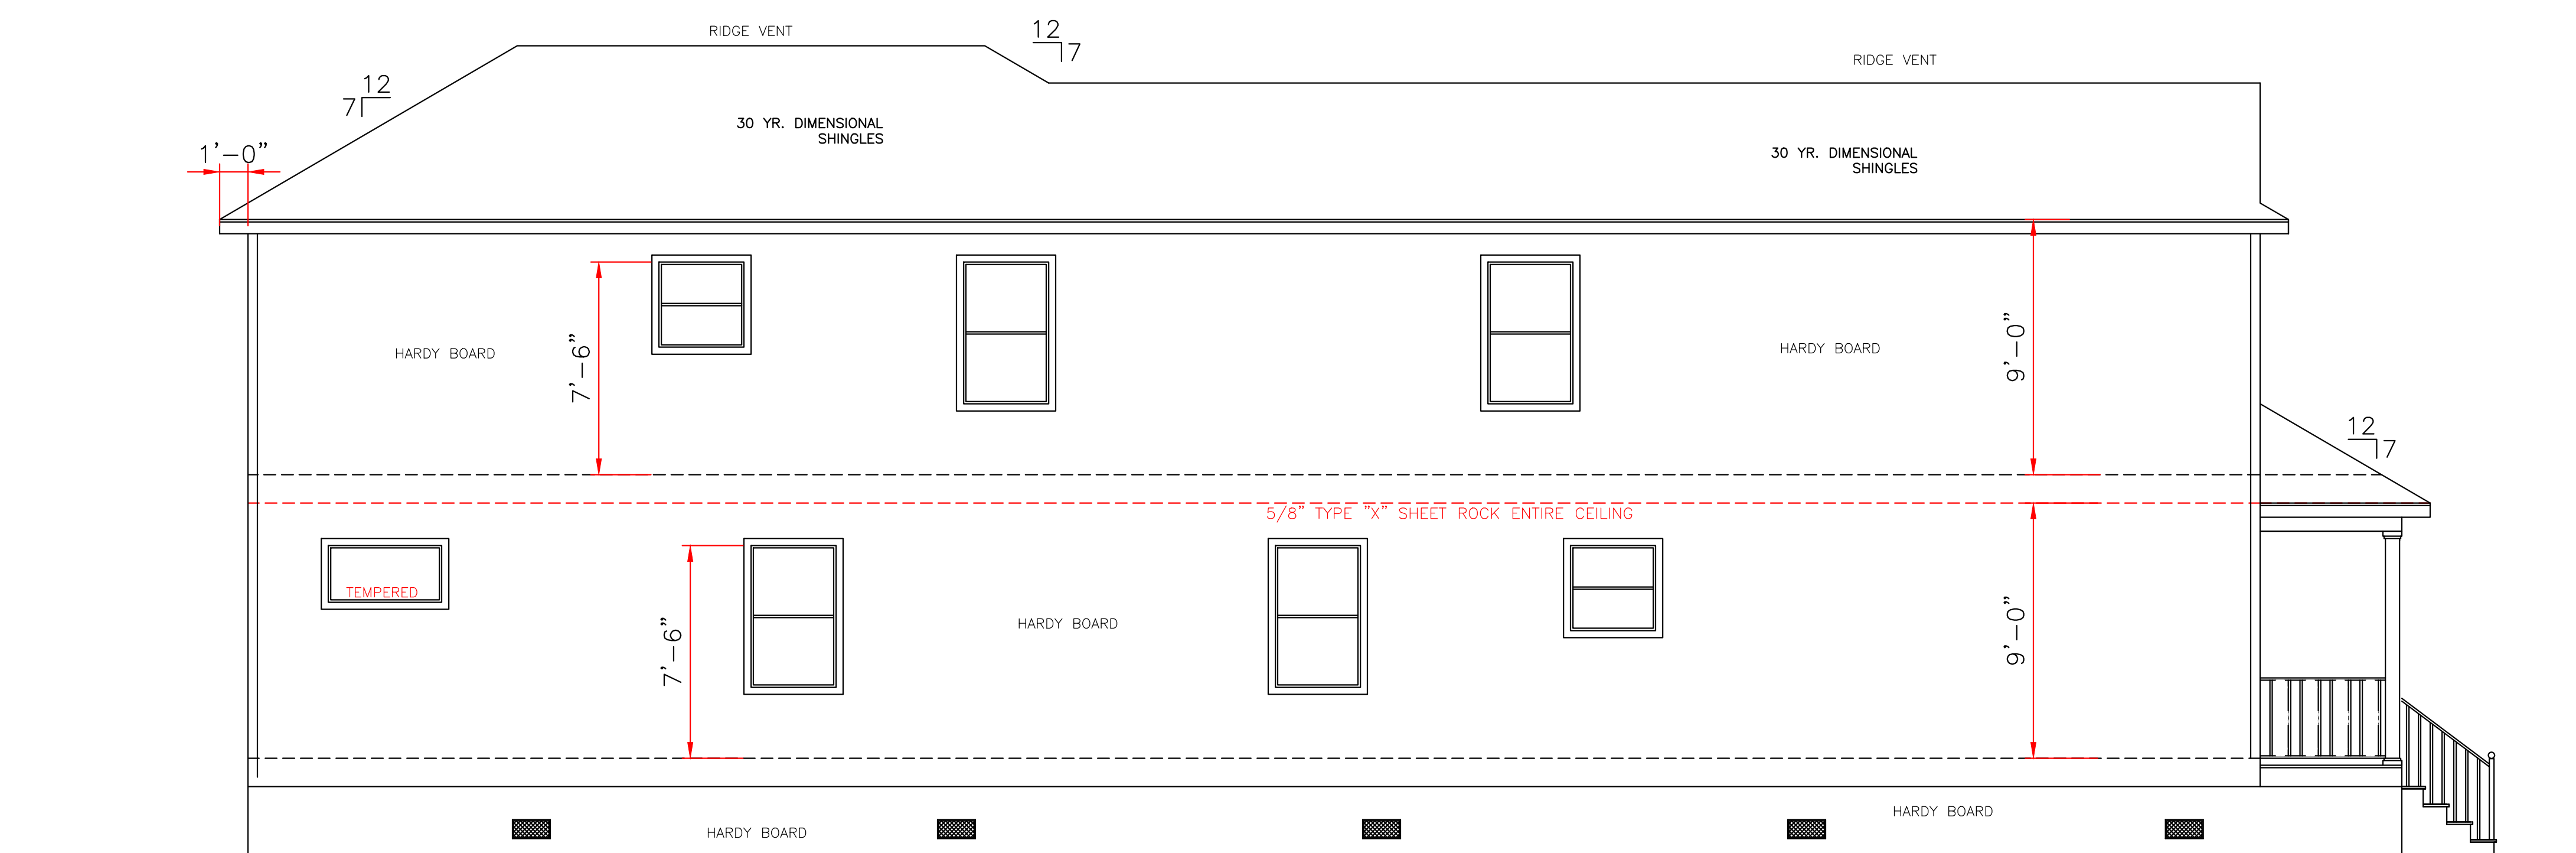 RIDGE VENT
12
7
RIDGE VENT
12
7
30 YR. DIMENSIONAL
SHINGLES
1'-0"
30 YR. DIMENSIONAL
SHINGLES
HARDY BOARD
7'-6"
HARDY BOARD
9'-0"
12
7
5/8" TYPE "X" SHEET ROCK ENTIRE CEILING
TEMPERED
7'-6"
HARDY BOARD
9'-0"
HARDY BOARD
HARDY BOARD